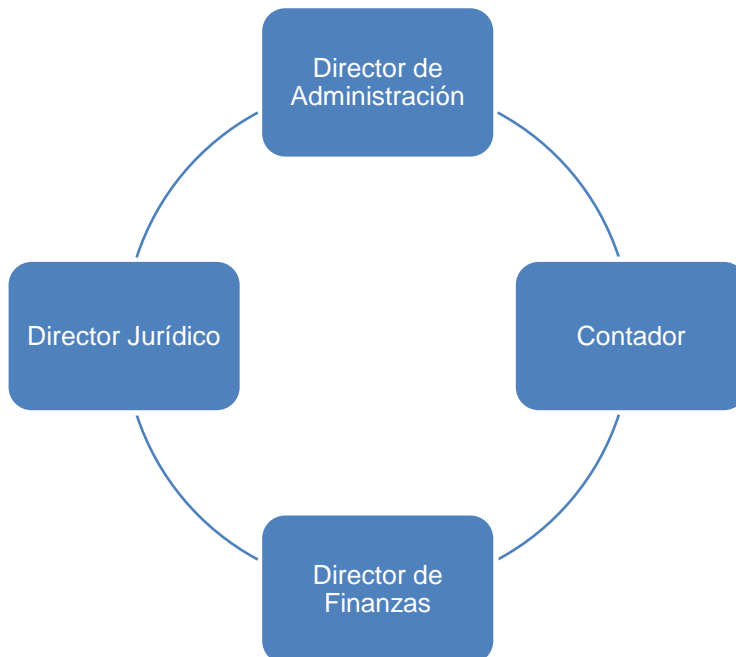 Director de
Administración
Director Jurídico
Contador
Director de
Finanzas